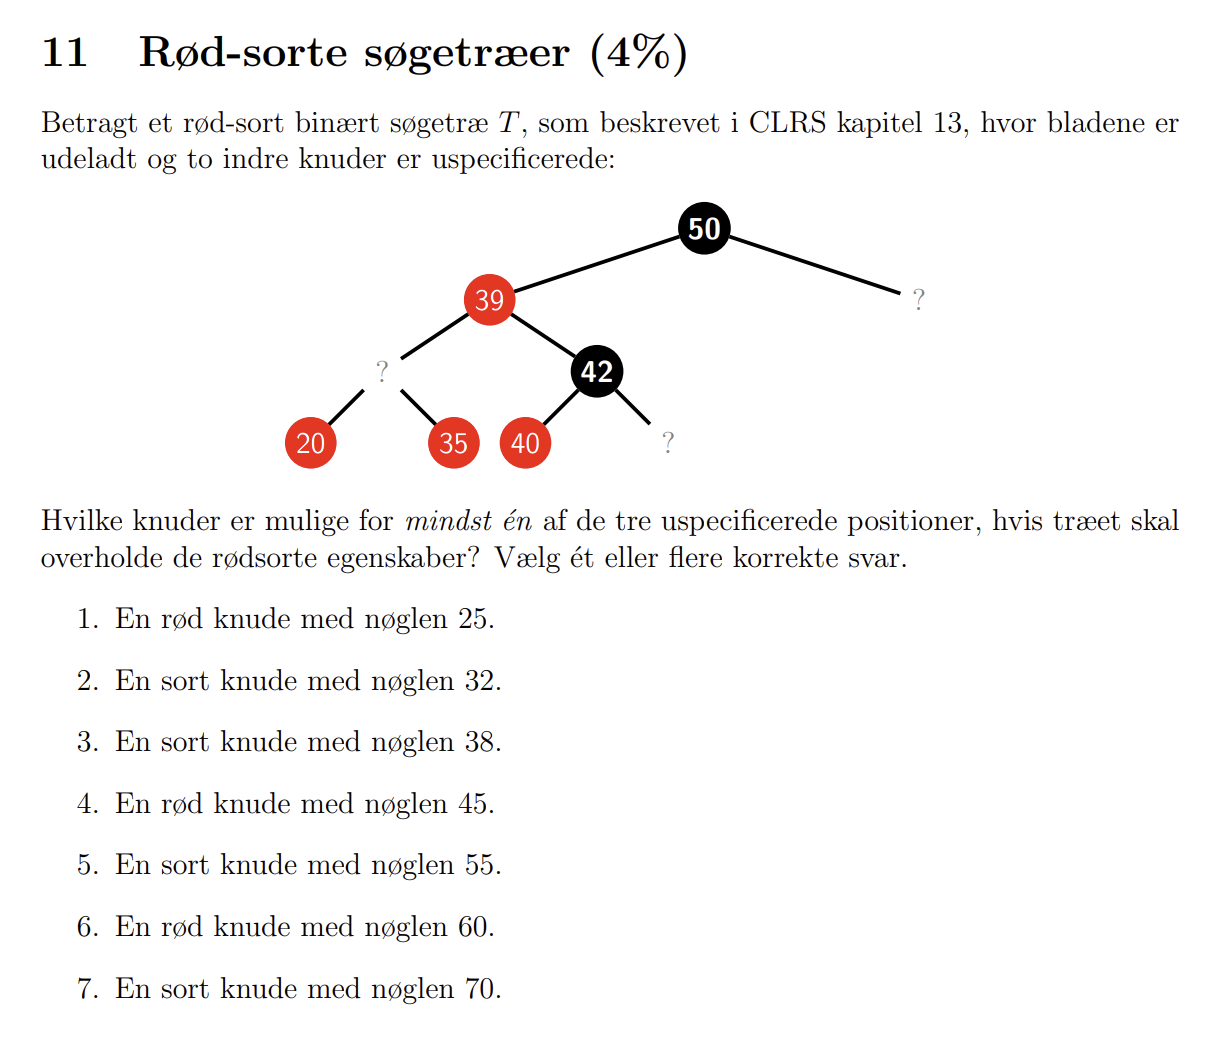 11 Rød-sorte søgetræer (4%)
Betragt et rød-sort binært søgetræ T, som beskrevet i CLRS kapitel 13, hvor bladene er
udeladt og to indre knuder er uspecificerede:
50
39 ?
? 42
20 35 40 ?
Hvilke knuder er mulige for mindst én af de tre uspecificerede positioner, hvis træet skal
overholde de rødsorte egenskaber? Vælg ét eller flere korrekte svar.
1. En rød knude med nøglen 25.
2. En sort knude med nøglen 32.
3. En sort knude med nøglen 38.
4. En rød knude med nøglen 45.
5. En sort knude med nøglen 55.
6. En rød knude med nøglen 60.
7. En sort knude med nøglen 70.